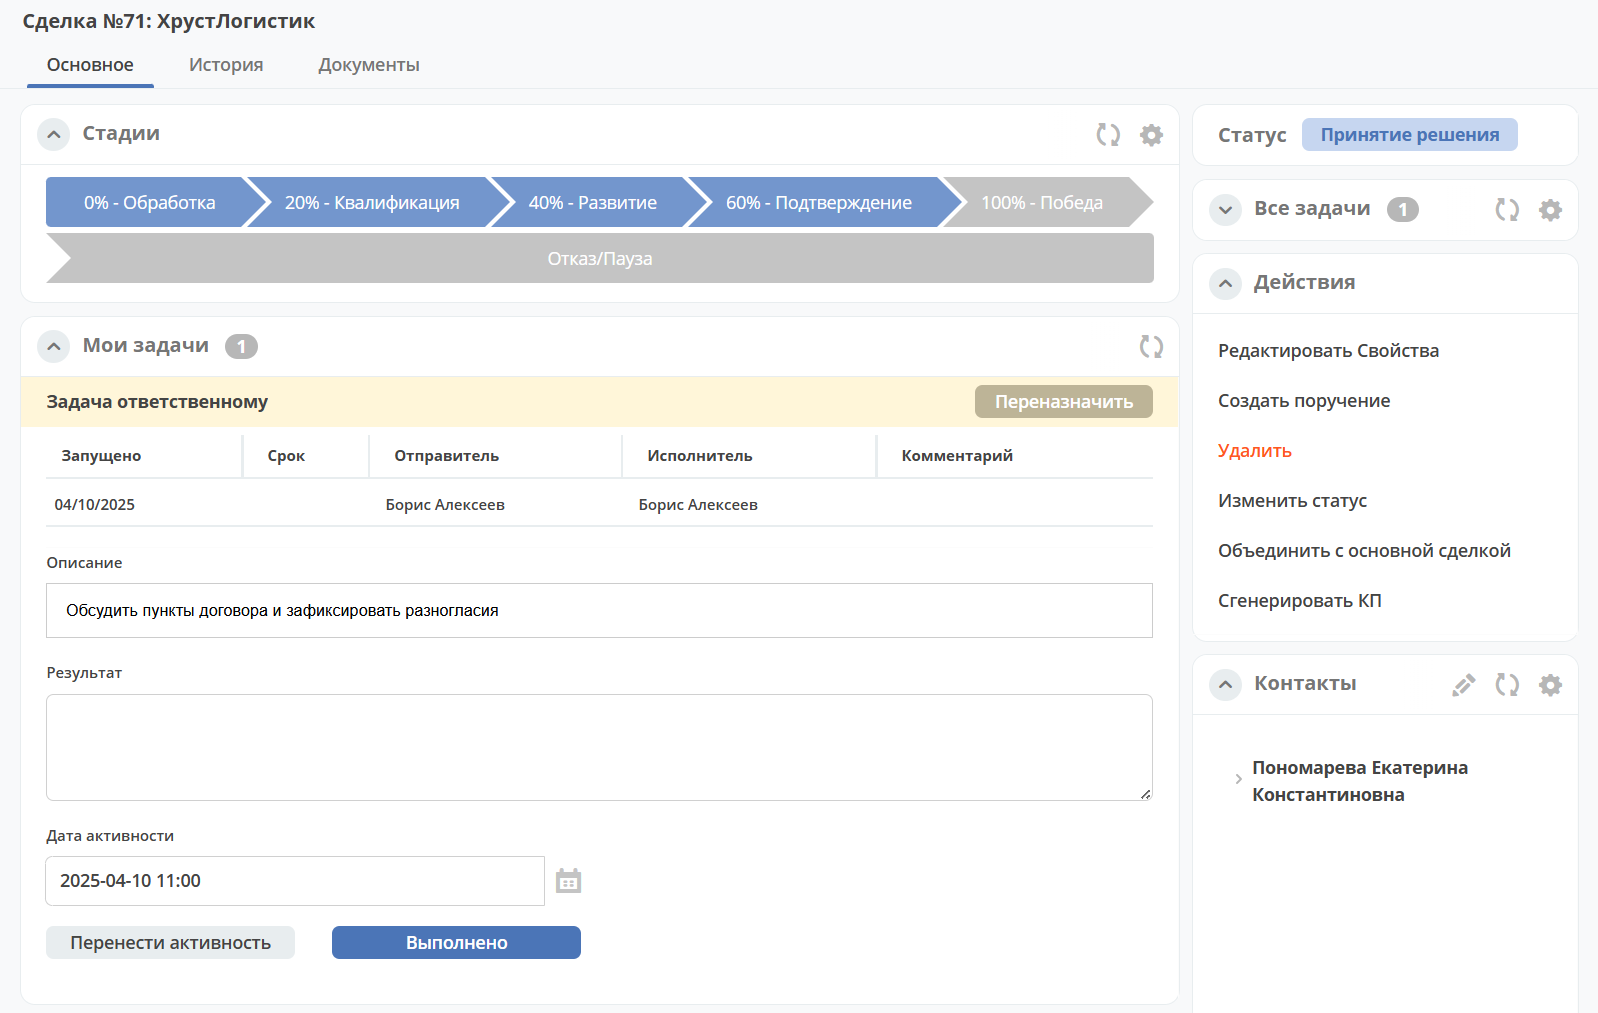 Сделка №71: ХрустЛогистик
Основное История Документы
Стадии
0% - Обработка 20% - Квалификация 40% - Развитие 60% - Подтверждение 100% - Победа
Отказ/Пауза
Мои задачи 1
Задача ответственному Переназначить
Запущено Срок Отправитель Исполнитель Комментарий
04/10/2025 Борис Алексеев Борис Алексеев
Описание
Обсудить пункты договора и зафиксировать разногласия
Результат
Дата активности
2025-04-10 11:00
Перенести активность Выполнено
Статус Принятие решения
Все задачи 1
Действия
Редактировать Свойства
Создать поручение
Удалить
Изменить статус
Объединить с основной сделкой
Сгенерировать КП
Контакты
Пономарева Екатерина
Константиновна